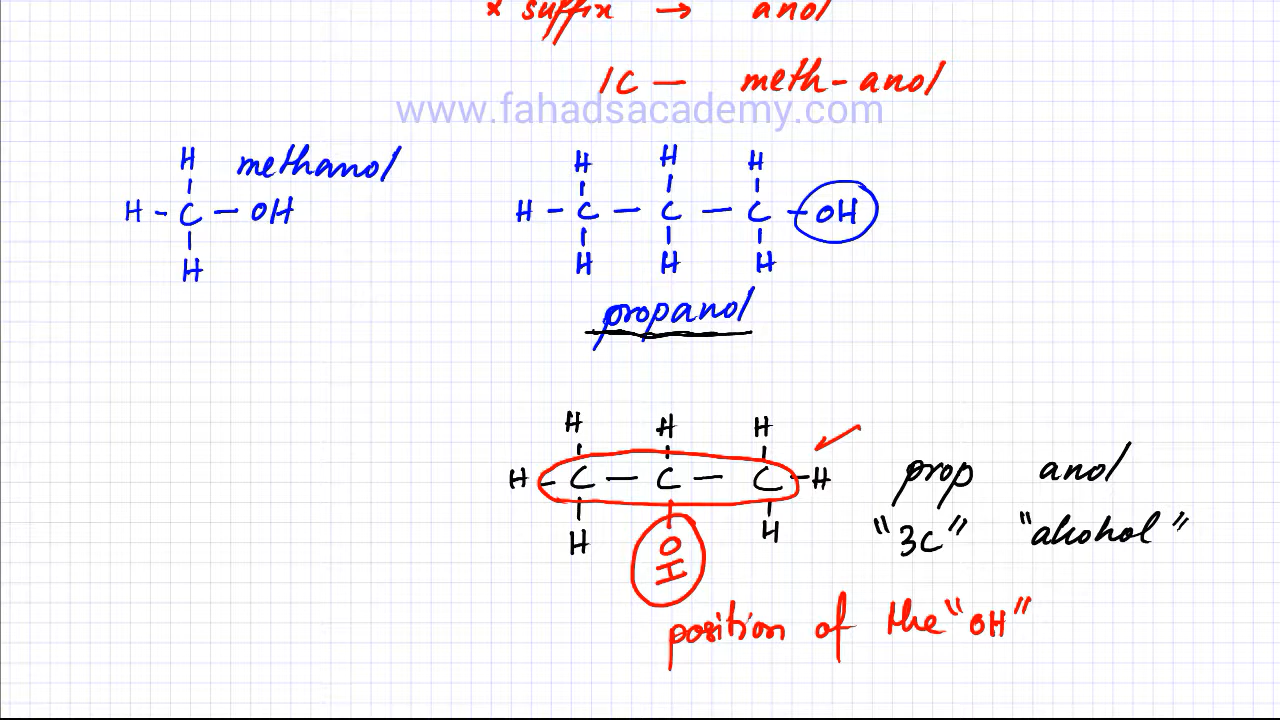 * suffix → anol
1C — meth-anol
www.fahadsacademy.com
methanol
H
H - C - OH
H
H H H
H - C - C - C - OH
H H H
propanol
H H H
H - C - C - C - H
H OH H
prop anol
"3C" "alcohol"
position of the "OH"